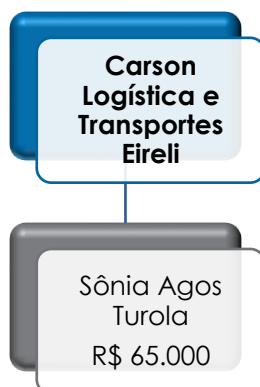 Carson
Logística e
Transportes
Eireli
Sônia Agos
Turola
R$ 65.000